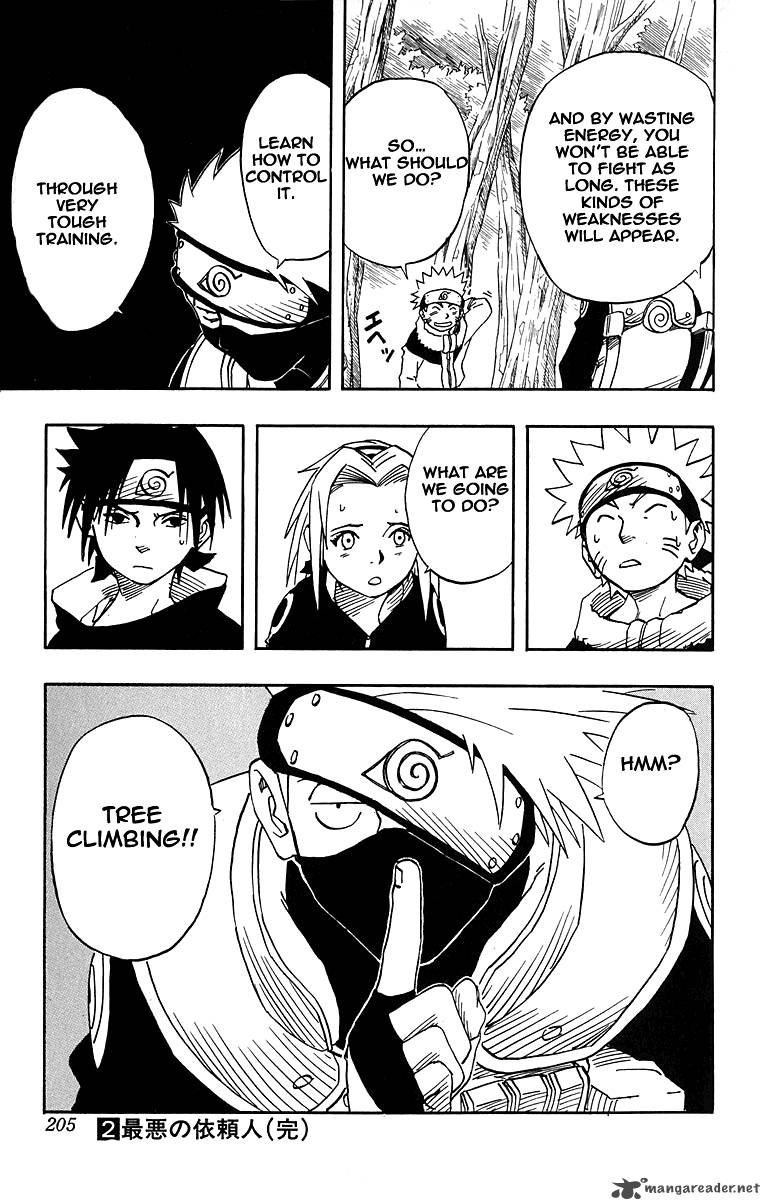 AND BY WASTING
ENERGY, YOU
WON'T BE ABLE
TO FIGHT AS
LONG. THESE
KINDS OF
WEAKNESSES
WILL APPEAR.
SO...
WHAT SHOULD
WE DO?
エヘッ
LEARN
HOW TO
CONTROL
IT.
THROUGH
VERY
TOUGH
TRAINING.
WHAT ARE
WE GOING
TO DO?
HMM?
TREE
CLIMBING!!
205 2 最悪の依頼人(完)
mangareader.net